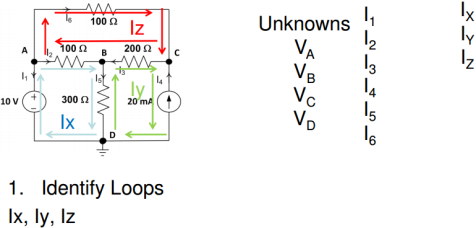 I6
100 Ω
Iz
A
I2
100 Ω
B
200 Ω
C
I1
I5
I3
I4
10 V
+
-
300 Ω
Ix
Iy
20 mA
D
Unknowns
VA
VB
VC
VD
I1
I2
I3
I4
I5
I6
IX
IY
IZ
1. Identify Loops
Ix, Iy, Iz